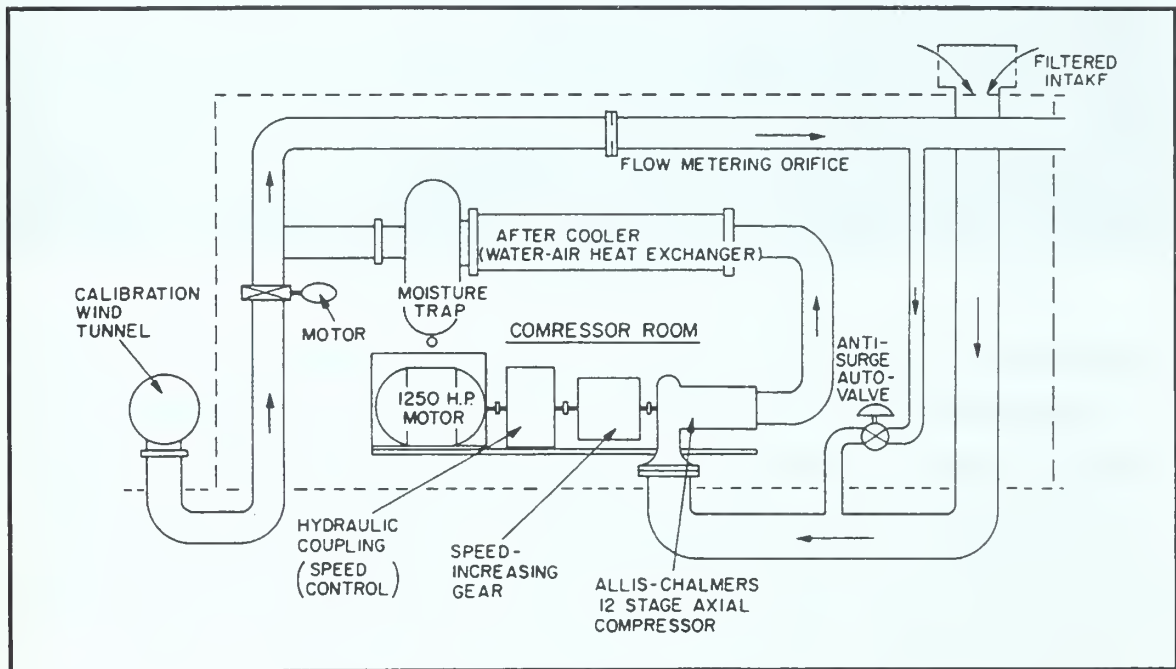 FILTERED
INTAKE
FLOW METERING ORIFICE
AFTER COOLER
(WATER-AIR HEAT EXCHANGER)
CALIBRATION
WIND
TUNNEL
MOTOR
MOISTURE
TRAP
COMRESSOR ROOM
ANTI-
SURGE
AUTO-
VALVE
1250 H.P.
MOTOR
HYDRAULIC
COUPLING
(SPEED
CONTROL)
SPEED-
INCREASING
GEAR
ALLIS-CHALMERS
12 STAGE AXIAL
COMPRESSOR